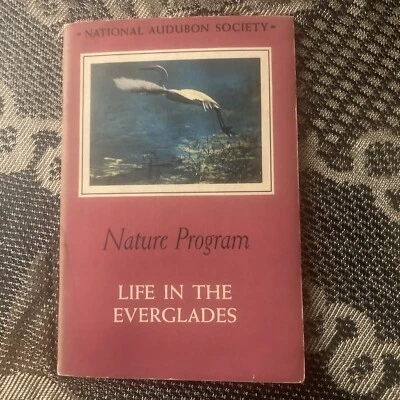 NATIONAL AUDUBON SOCIETY
Nature Program
LIFE IN THE
EVERGLADES